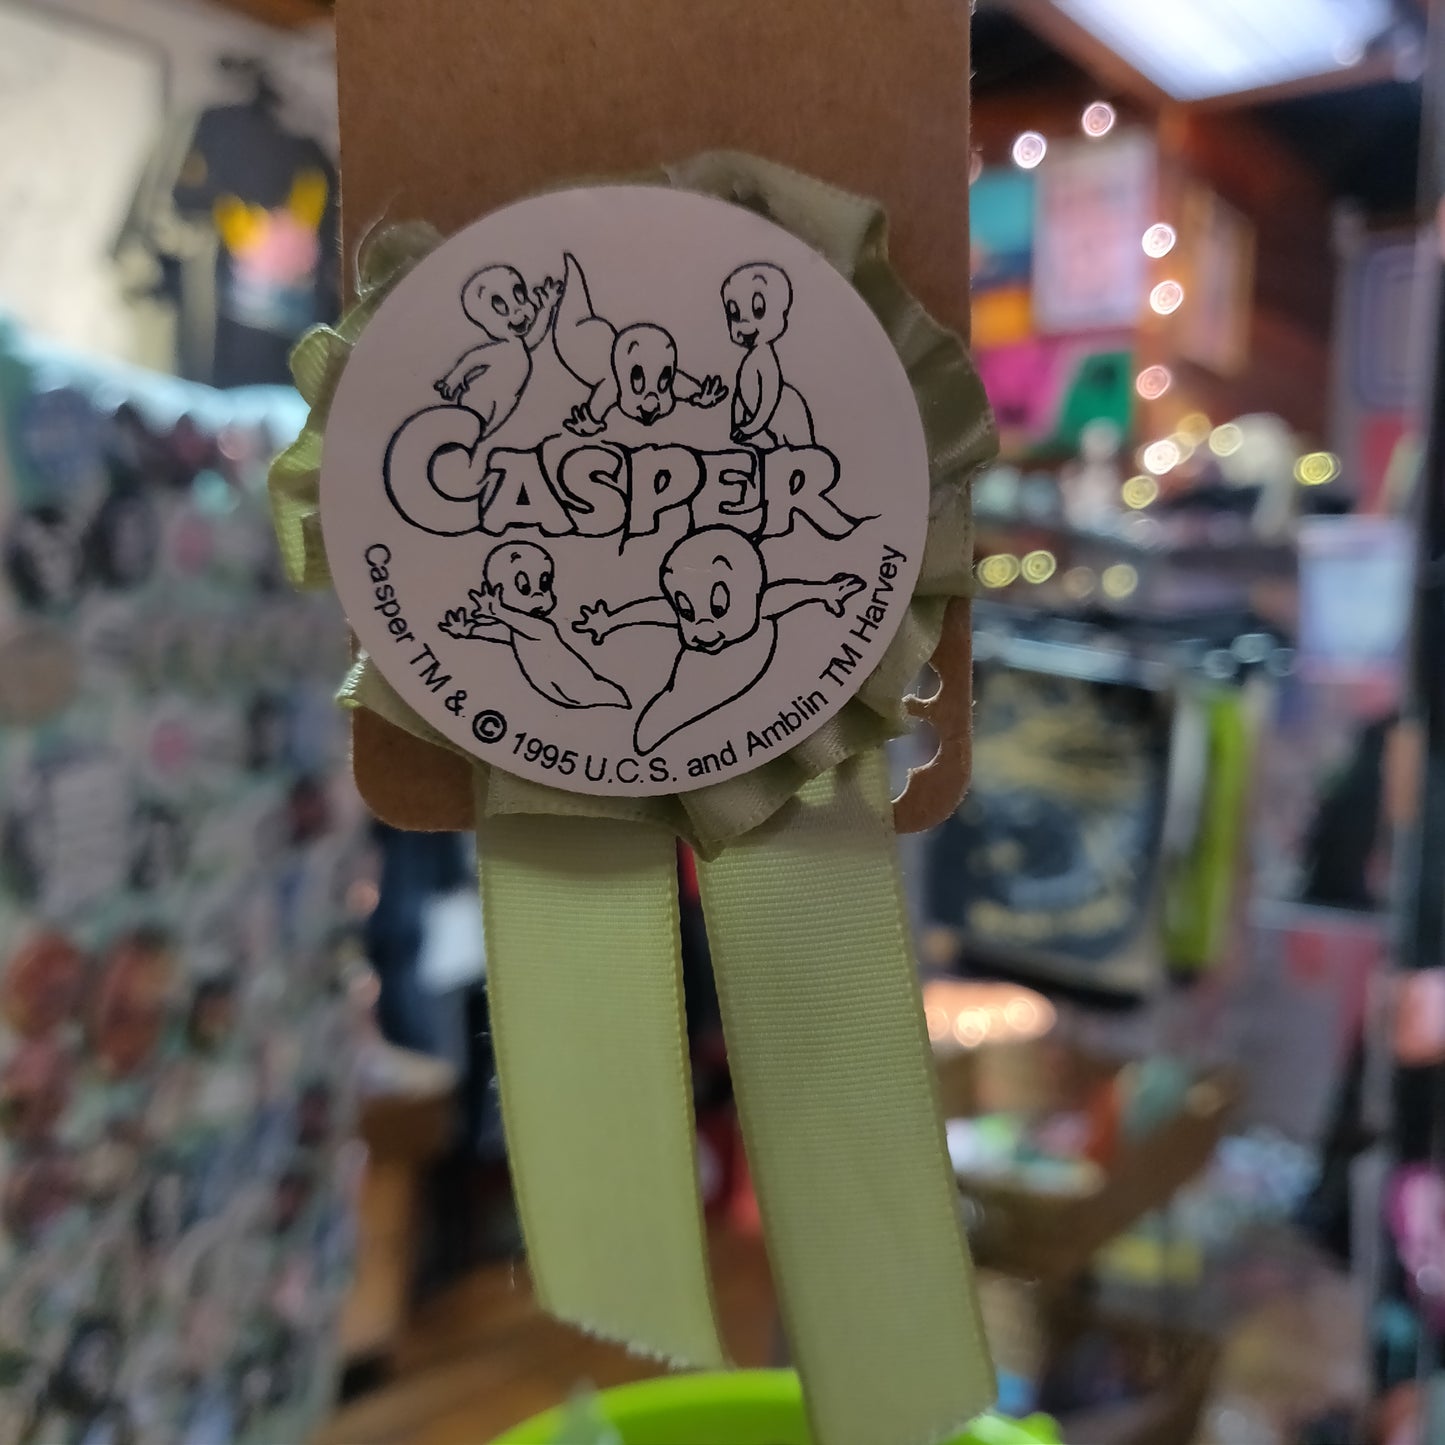 CASPER
Casper TM & © 1995 U.C.S. and Amblin TM Harvey